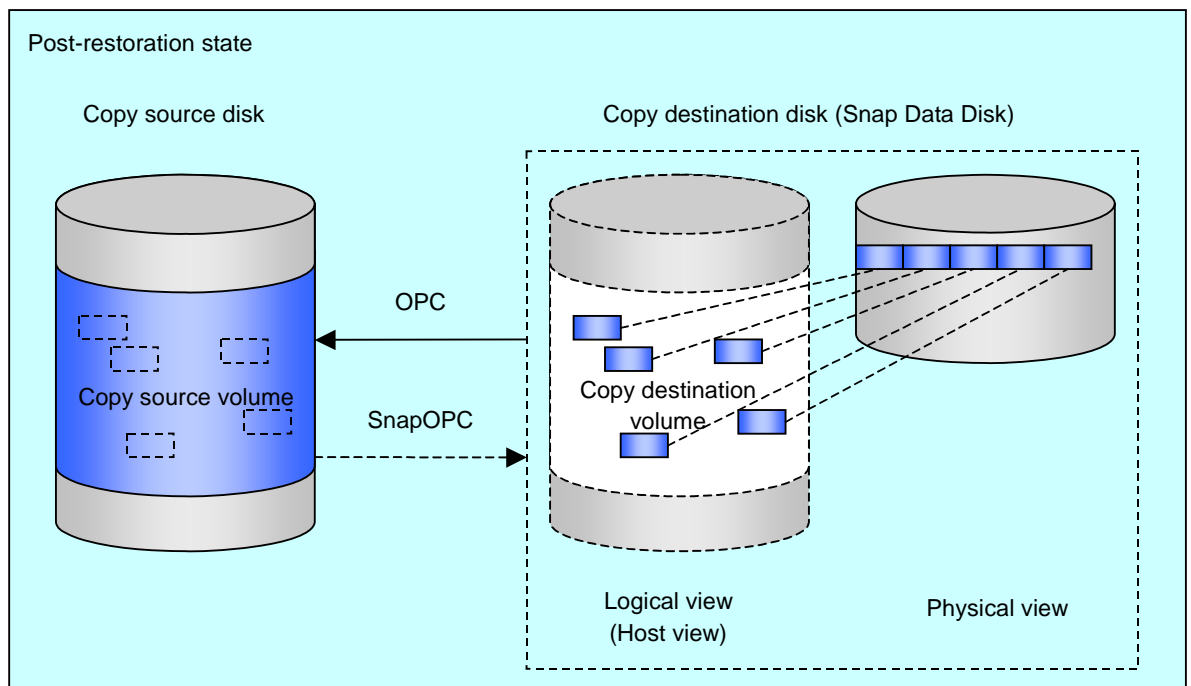 Post-restoration state
Copy source disk
Copy destination disk (Snap Data Disk)
OPC
Copy source volume
SnapOPC
Copy destination
volume
Logical view
(Host view)
Physical view